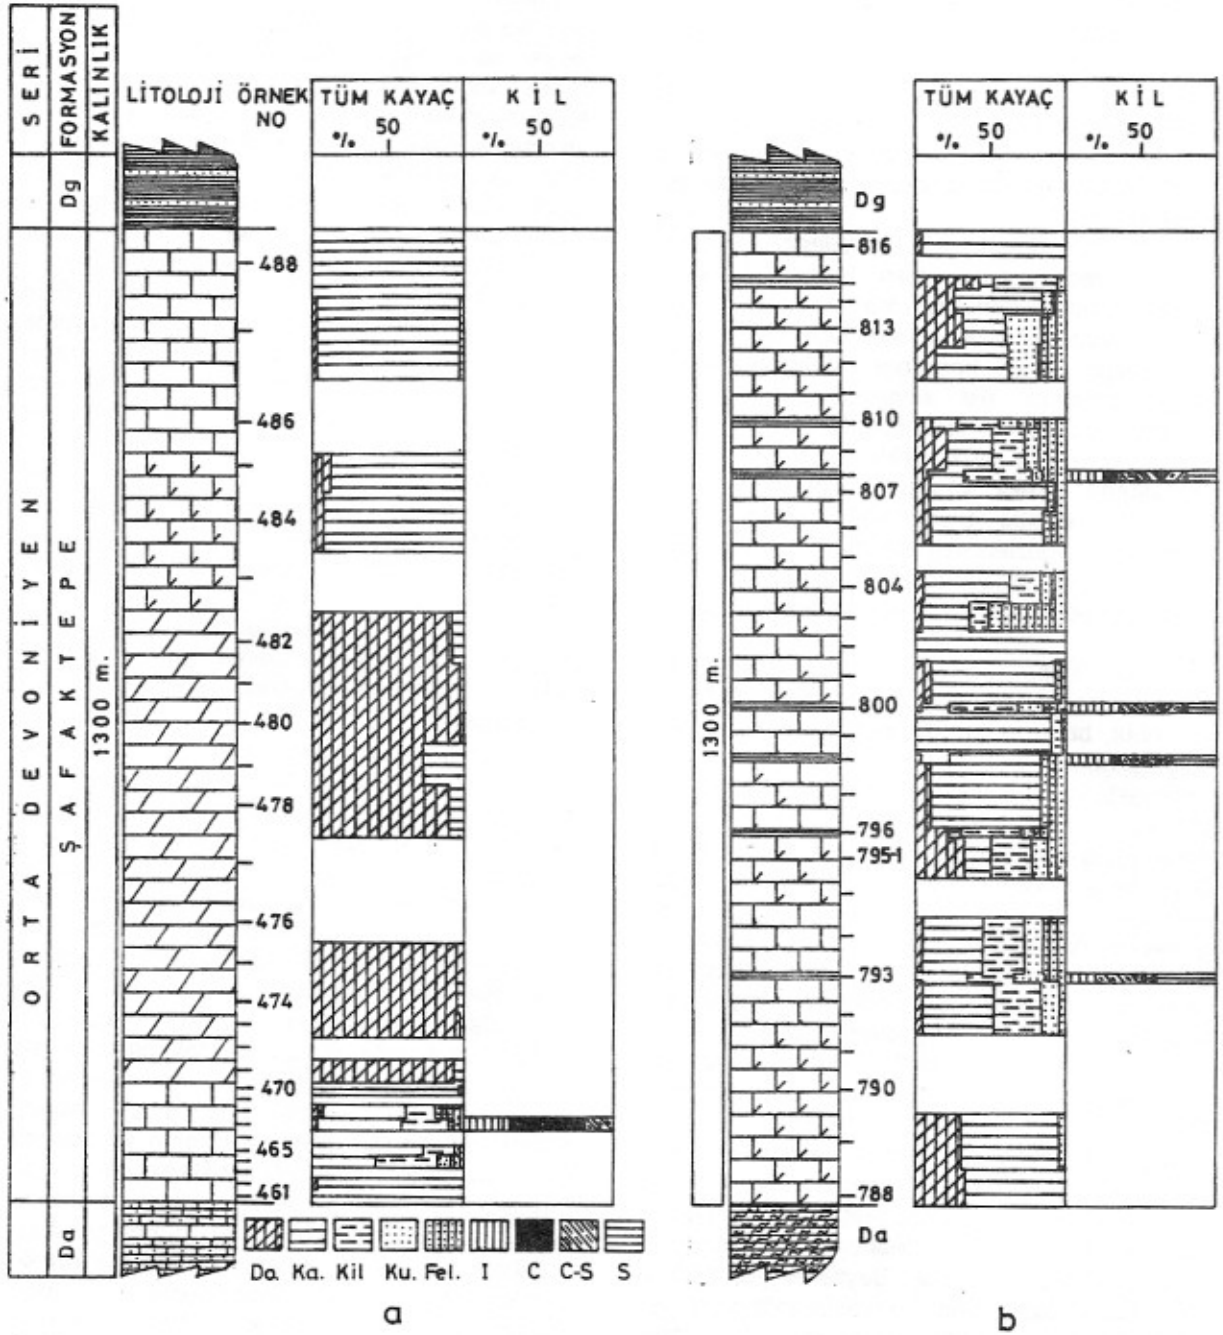 SERİ
FORMASYON
KALINLIK
LİTOLOJİ
ÖRNEK NO
TÜM KAYAÇ
% 50
KİL
% 50
Dg
ORTA DEVONİYEN
ŞAFAKTEPE
1300 m.
488
486
484
482
480
478
476
474
470
465
461
Da
Do. Ka. Kil Ku. Fel. I C C-S S
a
TÜM KAYAÇ
% 50
KİL
% 50
Dg
1300 m.
816
813
810
807
804
800
796
795-1
793
790
788
Da
b